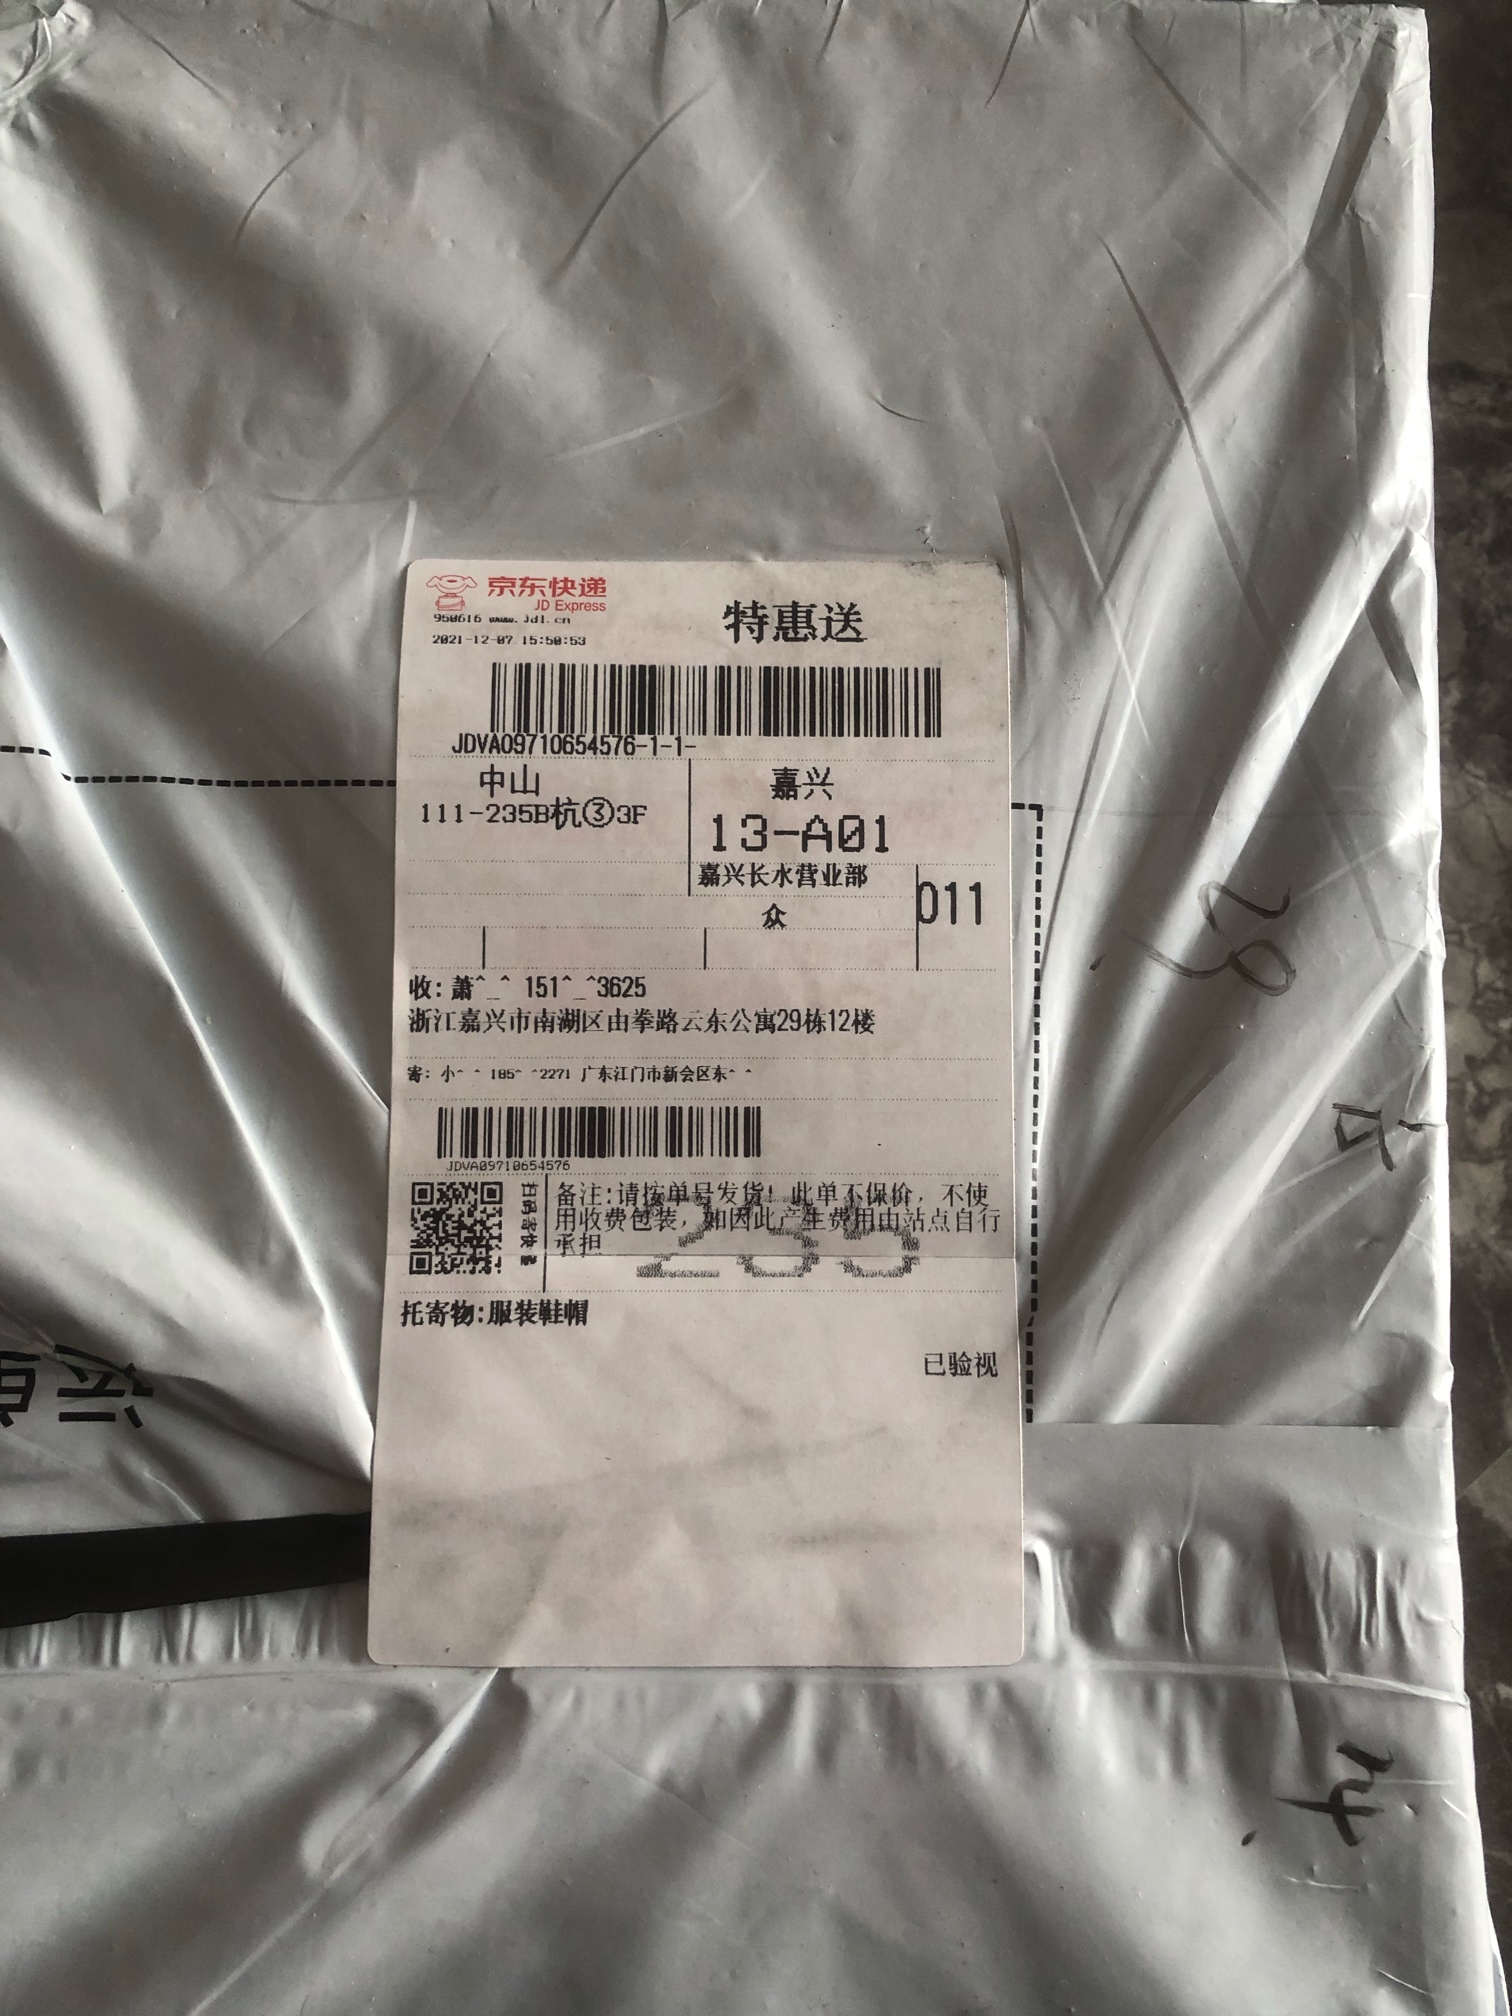 京东快递
JD Express
950616 www.jdl.cn
2021-12-07 15:50:53
特惠送
JDVA09710654576-1-1-
中山
111-235B杭③3F
嘉兴
13-A01
嘉兴长水营业部
众
011
收: 萧^_^ 151^_^3625
浙江嘉兴市南湖区由拳路云东公寓29栋12楼
寄: 小^ ^ 185^ ^2271 广东江门市新会区东^ ^
JDVA09710654576
扫码寄快递
备注:请按单号发货! 此单不保价, 不使
用收费包装, 如因此产生费用由站点自行
承担
235
托寄物:服装鞋帽
已验视